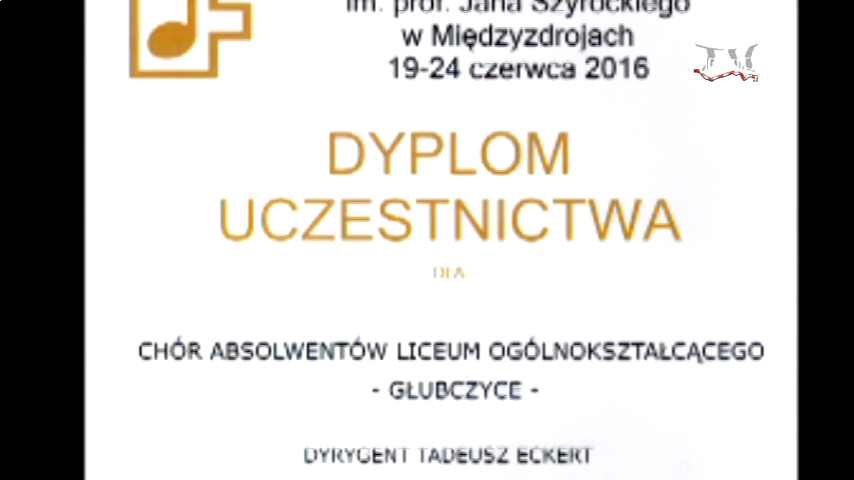 im. prof. Jana Szyrockiego
w Międzyzdrojach
19-24 czerwca 2016
DYPLOM
UCZESTNICTWA
DLA
CHÓR ABSOLWENTÓW LICEUM OGÓLNOKSZTAŁCĄCEGO
- GŁUBCZYCE -
DYRYGENT TADEUSZ ECKERT